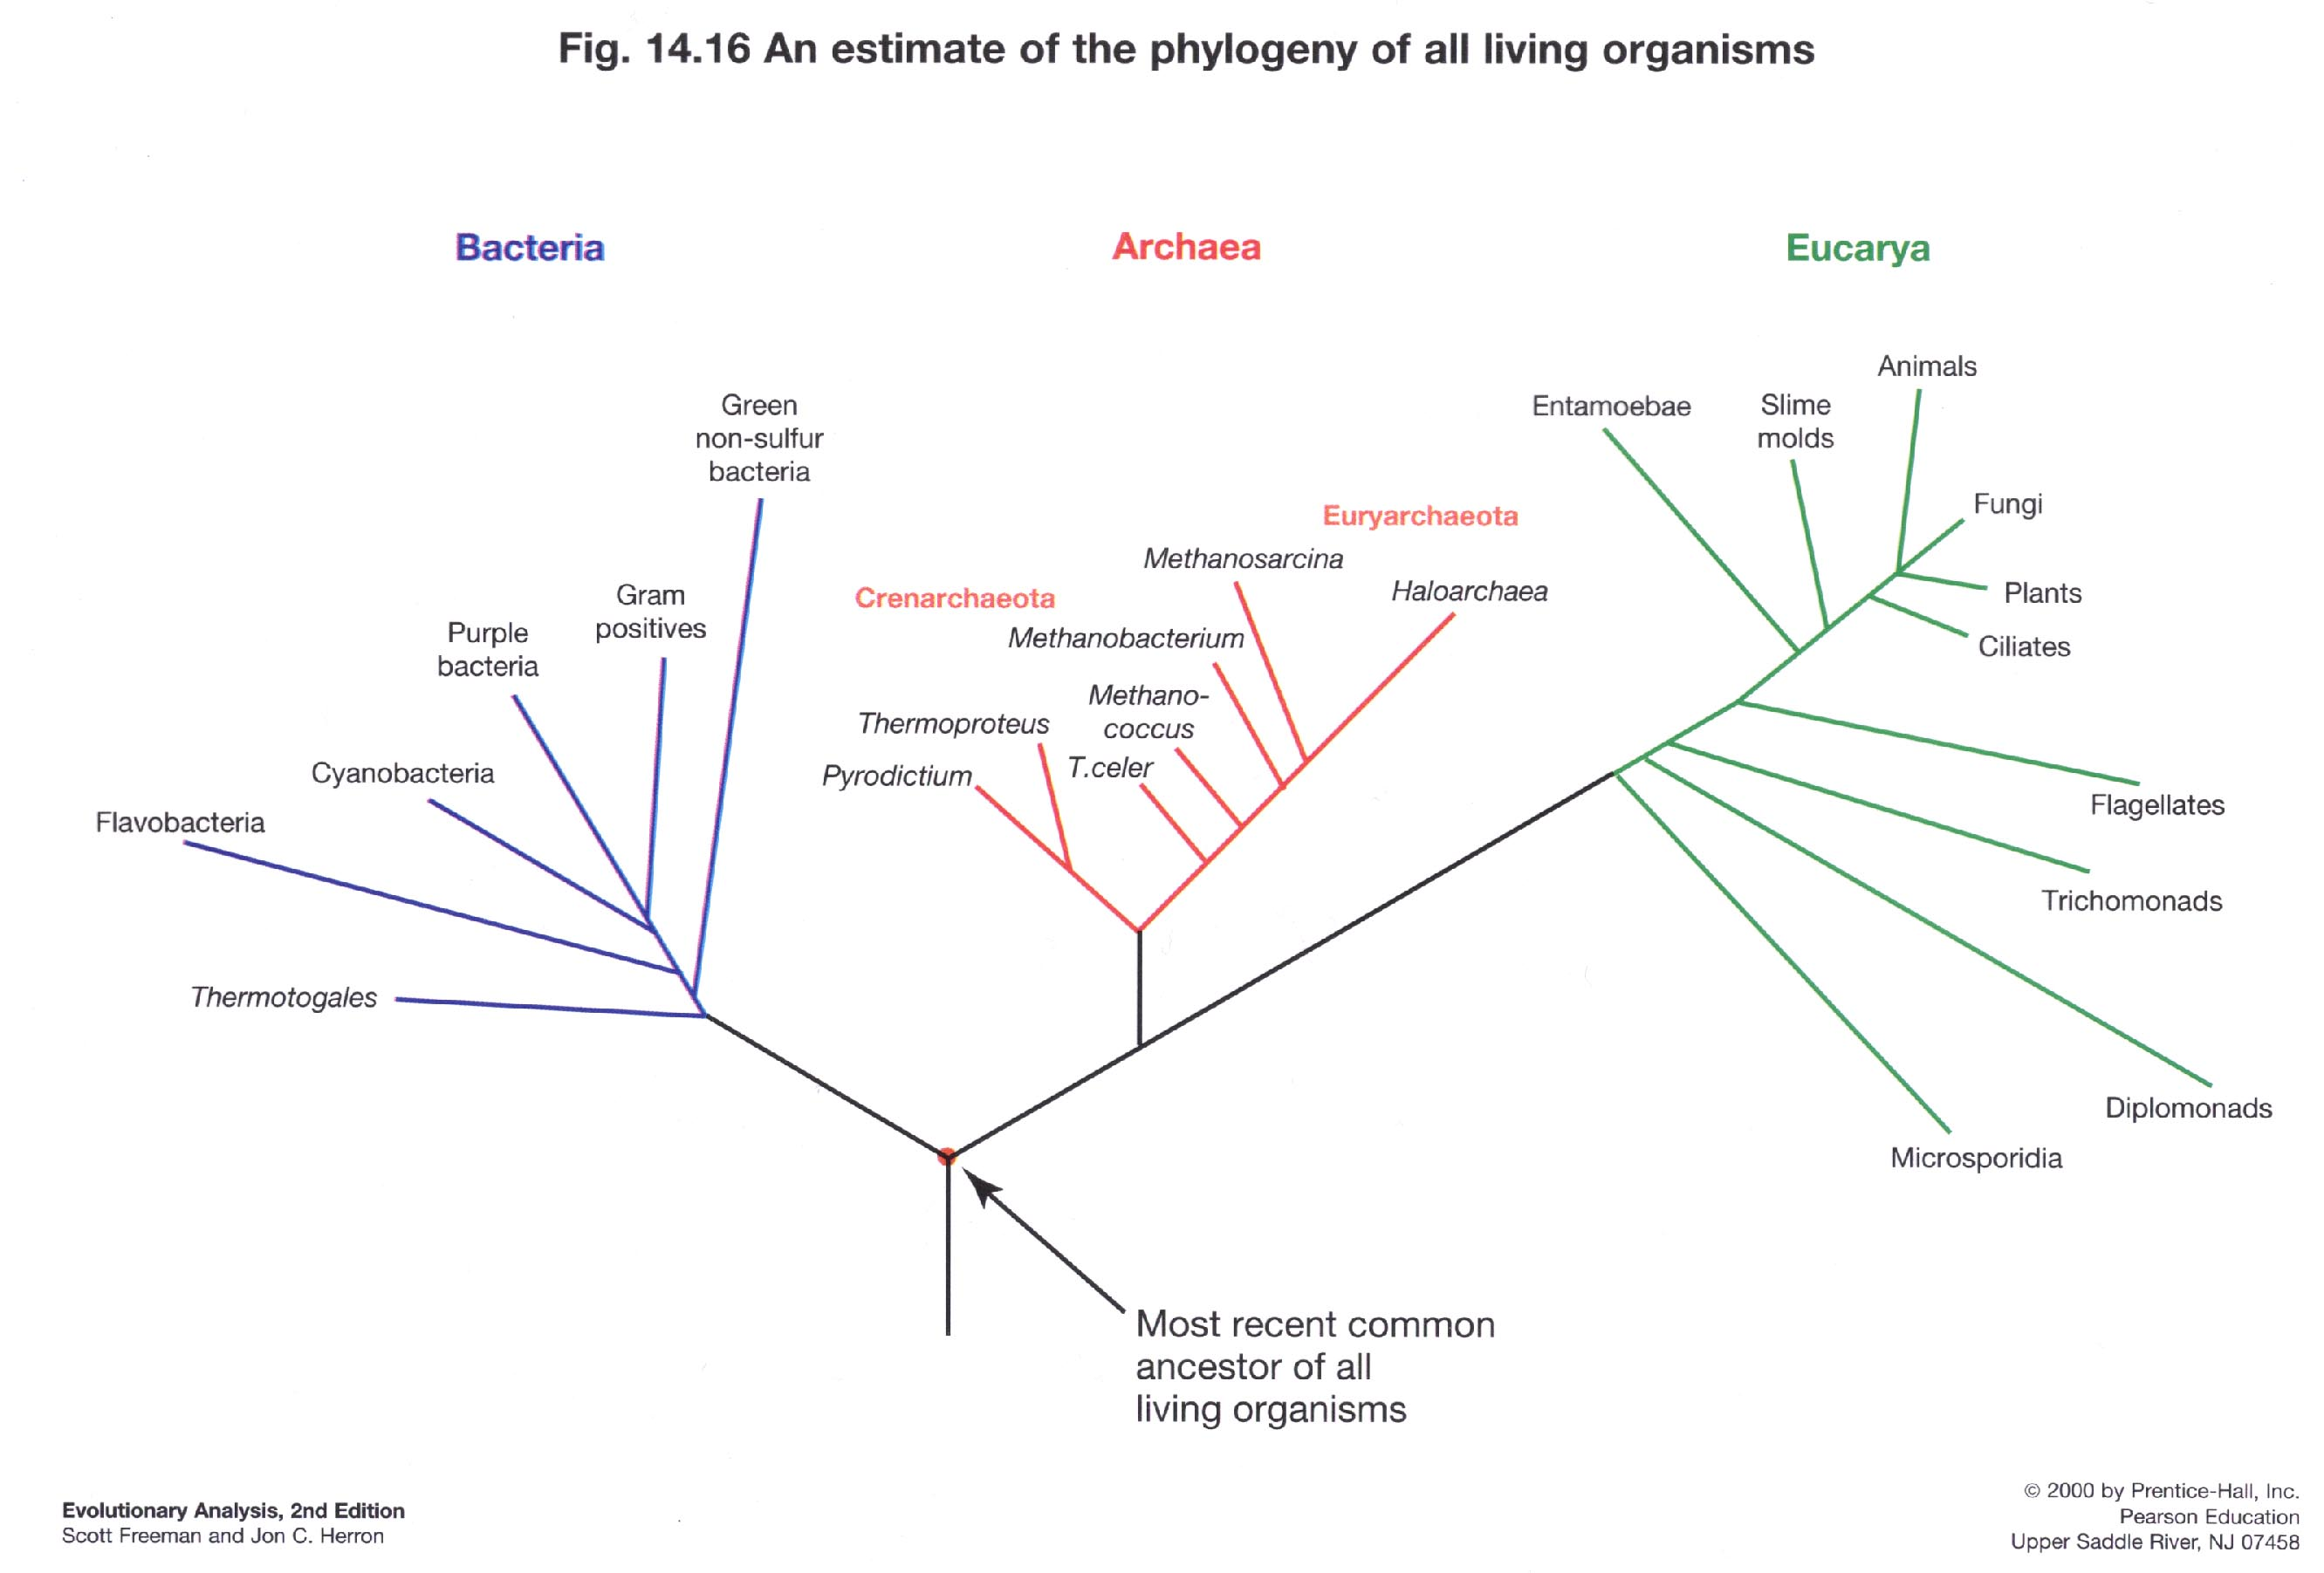 Fig. 14.16 An estimate of the phylogeny of all living organisms
Bacteria
Archaea
Eucarya
Green
non-sulfur
bacteria
Gram
positives
Purple
bacteria
Cyanobacteria
Flavobacteria
Thermotogales
Crenarchaeota
Euryarchaeota
Methanosarcina
Haloarchaea
Methanobacterium
Methano-
coccus
Thermoproteus
T.celer
Pyrodictium
Entamoebae
Slime
molds
Animals
Fungi
Plants
Ciliates
Flagellates
Trichomonads
Diplomonads
Microsporidia
Most recent common
ancestor of all
living organisms
Evolutionary Analysis, 2nd Edition
Scott Freeman and Jon C. Herron
© 2000 by Prentice-Hall, Inc.
Pearson Education
Upper Saddle River, NJ 07458